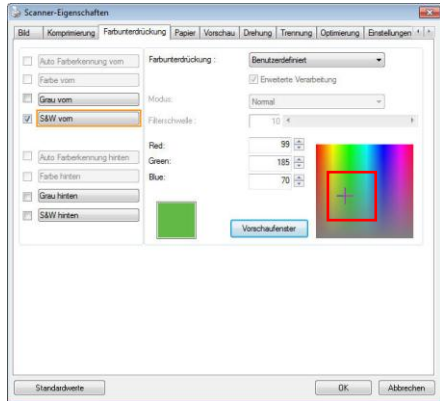 Scanner-Eigenschaften
Bild Komprimierung Farbunterdrückung Papier Vorschau Drehung Trennung Optimierung Einstellungen
Auto Farberkennung vorn Farbunterdrückung : Benutzerdefiniert
Farbe vorn Erweiterte Verarbeitung
Grau vorn Modus: Normal
S&W vorn Filterschwelle : 10
Red: 99
Auto Farberkennung hinten Green: 185
Farbe hinten Blue: 70
Grau hinten
S&W hinten Vorschaufenster
Standardwerte OK Abbrechen